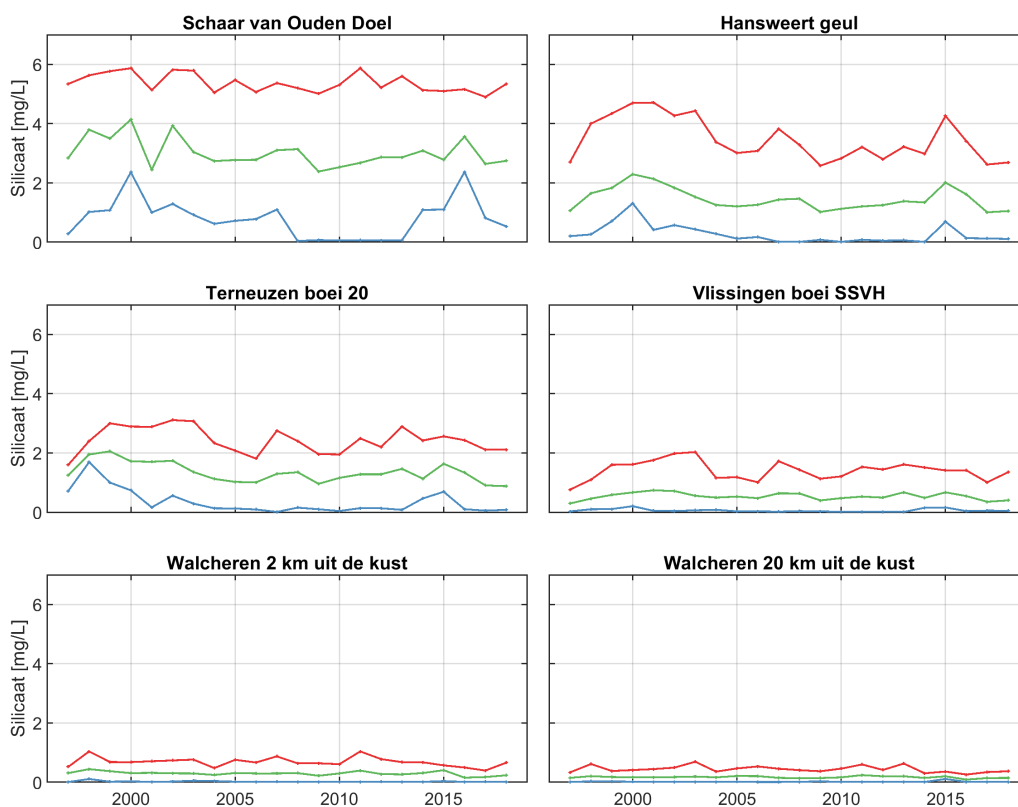 Schaar van Ouden Doel
Hansweert geul
Silicaat [mg/L]
6
4
2
0
Terneuzen boei 20
Vlissingen boei SSVH
Silicaat [mg/L]
6
4
2
0
Walcheren 2 km uit de kust
Walcheren 20 km uit de kust
Silicaat [mg/L]
6
4
2
0
2000 2005 2010 2015
2000 2005 2010 2015